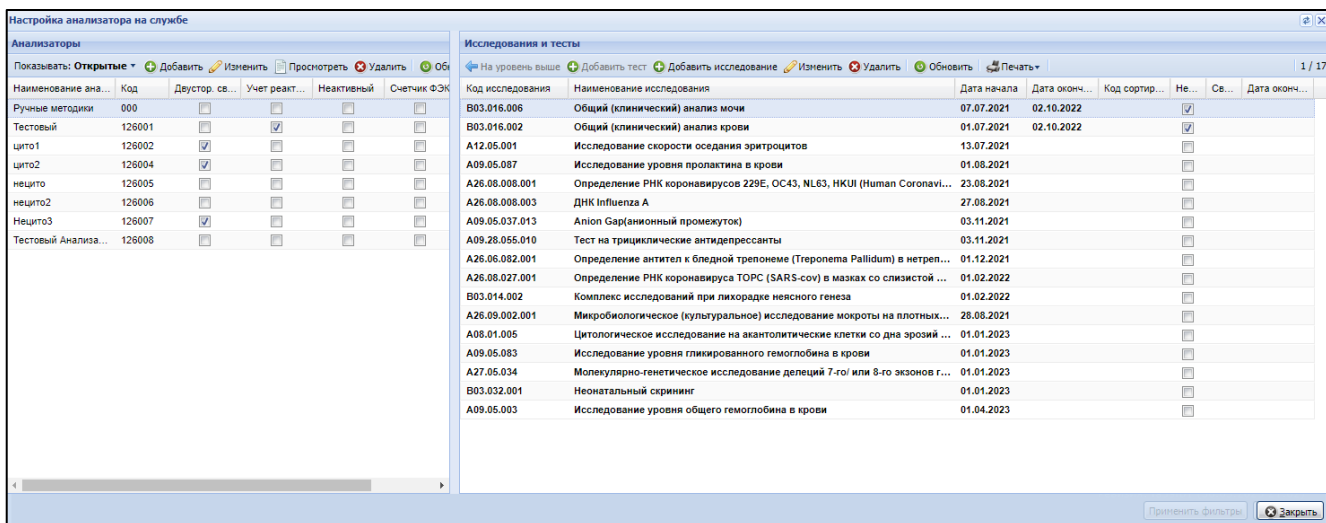 Настройка анализатора на службе
Анализаторы
Показывать: Открытые Добавить Изменить Просмотреть Удалить Обн
Наименование ана... Код Двустор. св... Учет реакт... Неактивный Счетчик ФЭК
Ручные методики 000
Тестовый 126001
цито1 126002
цито2 126004
нецито 126005
нецито2 126006
Нецито3 126007
Тестовый Анализа... 126008
Исследования и тесты
На уровень выше Добавить тест Добавить исследование Изменить Удалить Обновить Печать 1 / 17
Код исследования Наименование исследования Дата начала Дата оконч... Код сортир... Не... Св... Дата оконч...
B03.016.006 Общий (клинический) анализ мочи 07.07.2021 02.10.2022
B03.016.002 Общий (клинический) анализ крови 01.07.2021 02.10.2022
A12.05.001 Исследование скорости оседания эритроцитов 13.07.2021
A09.05.087 Исследование уровня пролактина в крови 01.08.2021
A26.08.008.001 Определение РНК коронавирусов 229E, OC43, NL63, HKUI (Human Coronavi... 23.08.2021
A26.08.008.003 ДНК Influenza A 27.08.2021
A09.05.037.013 Anion Gap(анионный промежуток) 03.11.2021
A09.28.055.010 Тест на трициклические антидепрессанты 03.11.2021
A26.06.082.001 Определение антител к бледной трепонеме (Treponema Pallidum) в нетреп... 01.12.2021
A26.08.027.001 Определение РНК коронавируса ТОРС (SARS-cov) в мазках со слизистой ... 01.02.2022
B03.014.002 Комплекс исследований при лихорадке неясного генеза 01.02.2022
A26.09.002.001 Микробиологическое (культуральное) исследование мокроты на плотных... 28.08.2021
A08.01.005 Цитологическое исследование на акантолитические клетки со дна эрозий ... 01.01.2023
A09.05.083 Исследование уровня гликированного гемоглобина в крови 01.01.2023
A27.05.034 Молекулярно-генетическое исследование делеций 7-го/ или 8-го экзонов г... 01.01.2023
B03.032.001 Неонатальный скрининг 01.01.2023
A09.05.003 Исследование уровня общего гемоглобина в крови 01.04.2023
Применить фильтры Закрыть